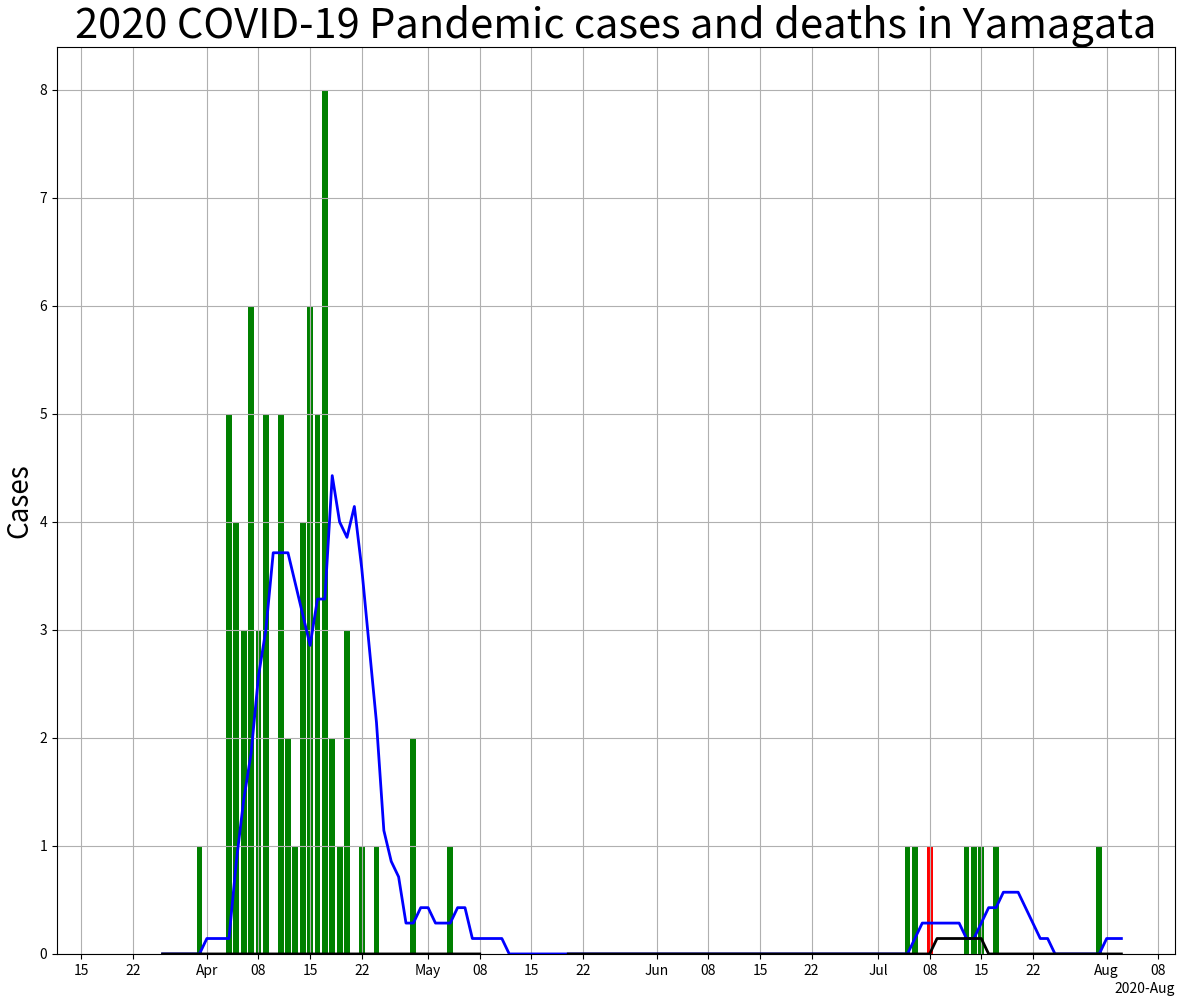 2020 COVID-19 Pandemic cases and deaths in Yamagata
Cases
8
7
6
5
4
3
2
1
0
15 22 Apr 08 15 22 May 08 15 22 Jun 08 15 22 Jul 08 15 22 Aug 08
2020-Aug